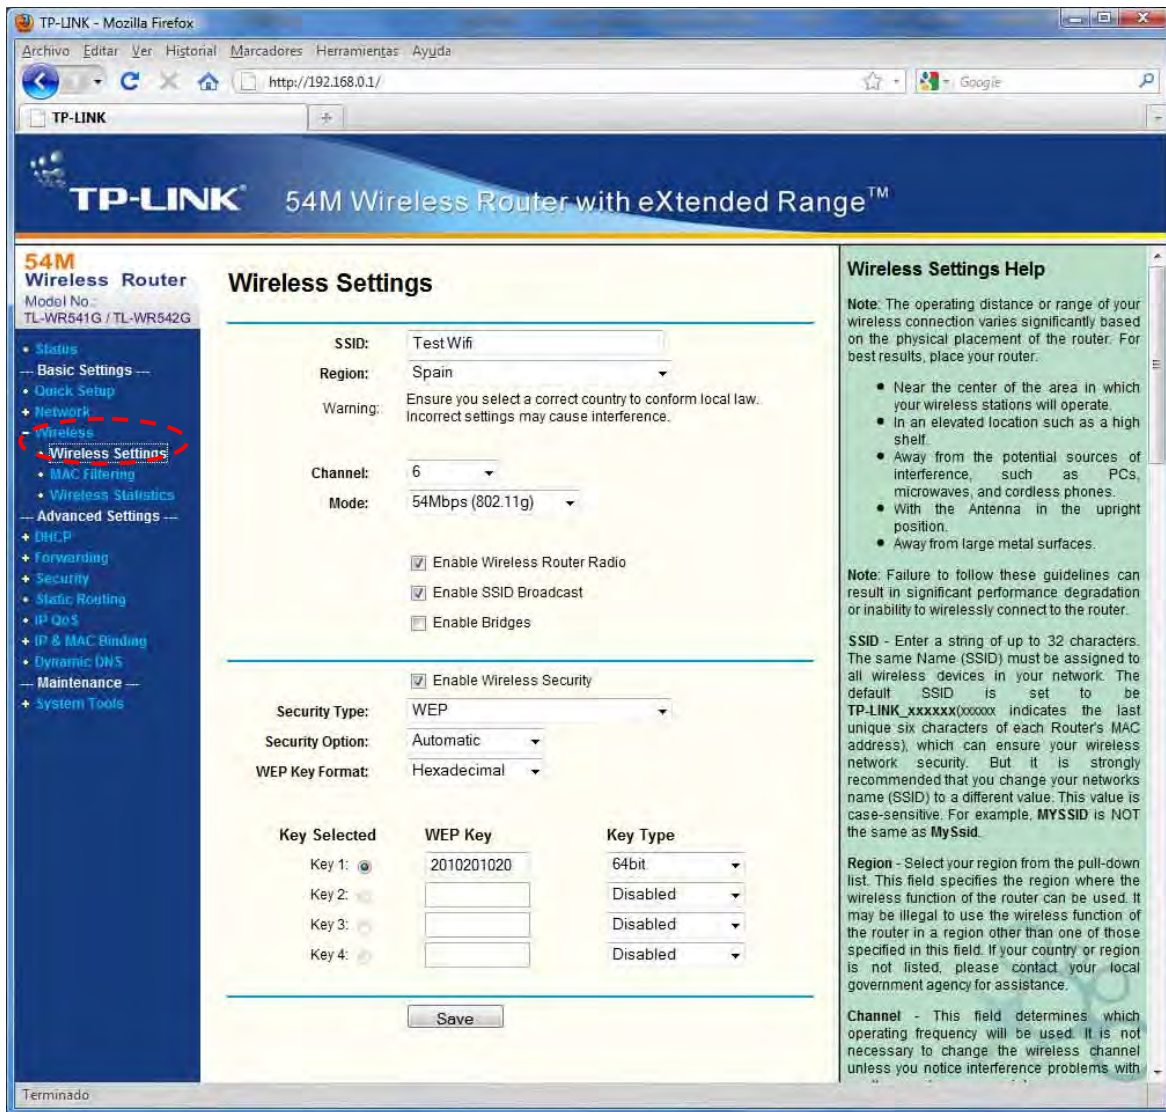 TP-LINK - Mozilla Firefox
Archivo Editar Ver Historial Marcadores Herramientas Ayuda
http://192.168.0.1/
Google
TP-LINK
TP-LINK® 54M Wireless Router with eXtended Range™
54M
Wireless Router
Model No.:
TL-WR541G / TL-WR542G
• Status
--- Basic Settings ---
• Quick Setup
+ Network
- Wireless
• Wireless Settings
• MAC Filtering
• Wireless Statistics
--- Advanced Settings ---
+ DHCP
+ Forwarding
+ Security
• Static Routing
• IP QoS
+ IP & MAC Binding
• Dynamic DNS
--- Maintenance ---
+ System Tools
Wireless Settings
SSID: Test Wifi
Region: Spain
Warning: Ensure you select a correct country to conform local law.
Incorrect settings may cause interference.
Channel: 6
Mode: 54Mbps (802.11g)
Enable Wireless Router Radio
Enable SSID Broadcast
Enable Bridges
Enable Wireless Security
Security Type: WEP
Security Option: Automatic
WEP Key Format: Hexadecimal
Key Selected WEP Key Key Type
Key 1: 2010201020 64bit
Key 2: Disabled
Key 3: Disabled
Key 4: Disabled
Save
Wireless Settings Help
Note: The operating distance or range of your
wireless connection varies significantly based
on the physical placement of the router. For
best results, place your router.
• Near the center of the area in which
your wireless stations will operate.
• In an elevated location such as a high
shelf.
• Away from the potential sources of
interference, such as PCs,
microwaves, and cordless phones.
• With the Antenna in the upright
position.
• Away from large metal surfaces.
Note: Failure to follow these guidelines can
result in significant performance degradation
or inability to wirelessly connect to the router.
SSID - Enter a string of up to 32 characters.
The same Name (SSID) must be assigned to
all wireless devices in your network. The
default SSID is set to be
TP-LINK_xxxxxx(xxxxxx indicates the last
unique six characters of each Router's MAC
address), which can ensure your wireless
network security. But it is strongly
recommended that you change your networks
name (SSID) to a different value. This value is
case-sensitive. For example, MYSSID is NOT
the same as MySsid.
Region - Select your region from the pull-down
list. This field specifies the region where the
wireless function of the router can be used. It
may be illegal to use the wireless function of
the router in a region other than one of those
specified in this field. If your country or region
is not listed, please contact your local
government agency for assistance.
Channel - This field determines which
operating frequency will be used. It is not
necessary to change the wireless channel
unless you notice interference problems with
Terminado